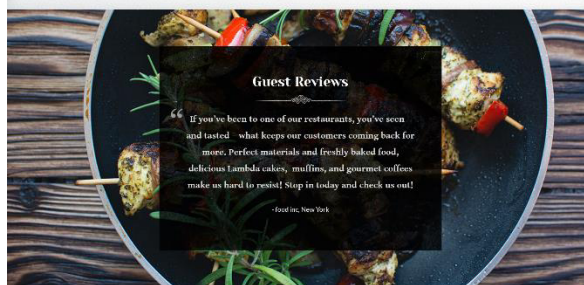 Guest Reviews
“
If you've been to one of our restaurants, you've seen
and tasted - what keeps our customers coming back for
more. Perfect materials and freshly baked food,
delicious Lambda cakes, muffins, and gourmet coffees
make us hard to resist! Stop in today and check us out!
- food inc, New York